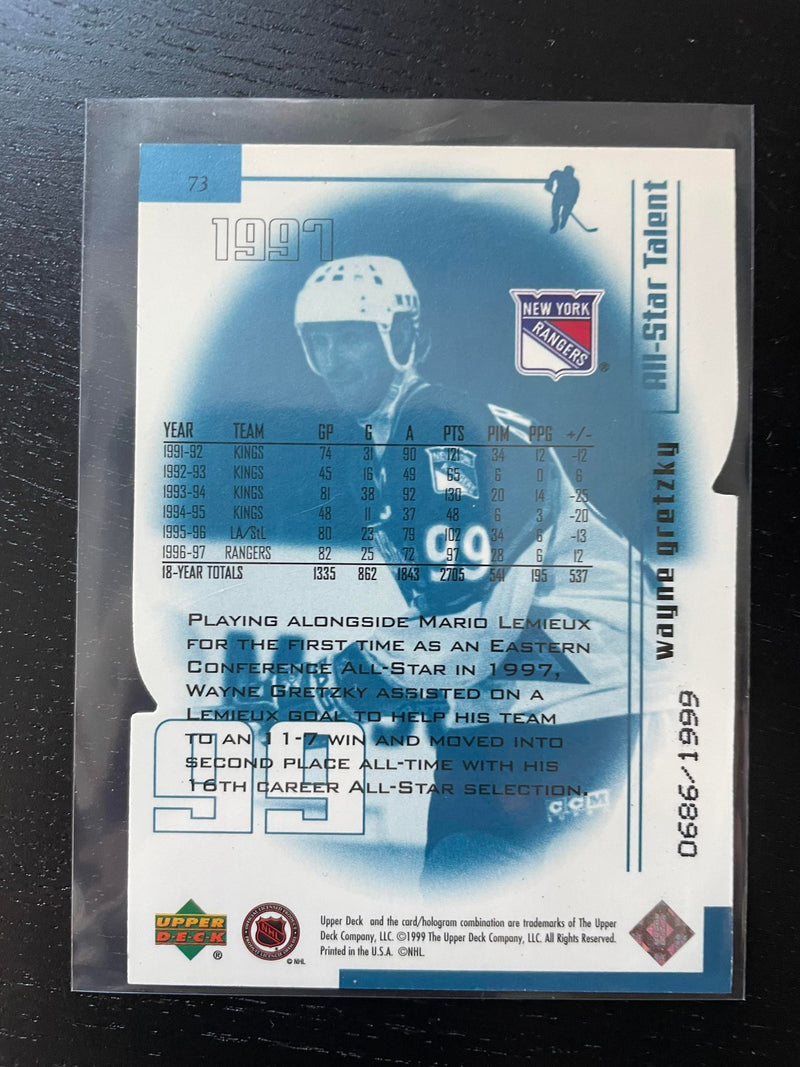 73
1997
All-Star Talent
NEW YORK
RANGERS
®
YEAR TEAM GP G A PTS PIM PPG +/-
1991-92 KINGS 74 31 90 121 34 12 -12
1992-93 KINGS 45 16 49 65 6 0 6
1993-94 KINGS 81 38 92 130 20 14 -25
1994-95 KINGS 48 11 37 48 6 3 -20
1995-96 LA/StL 80 23 79 102 34 6 -13
1996-97 RANGERS 82 25 72 97 28 6 12
18-YEAR TOTALS 1335 862 1843 2705 541 195 537
99
wayne gretzky
PLAYING ALONGSIDE MARIO LEMIEUX
FOR THE FIRST TIME AS AN EASTERN
CONFERENCE ALL-STAR IN 1997,
WAYNE GRETZKY ASSISTED ON A
LEMIEUX GOAL TO HELP HIS TEAM
TO AN 11-7 WIN AND MOVED INTO
SECOND PLACE ALL-TIME WITH HIS
16TH CAREER ALL-STAR SELECTION.
99
CCM
0686/1999
UPPER
DECK
®
NHL
© NHL
Upper Deck and the card/hologram combination are trademarks of The Upper
Deck Company, LLC. ©1999 The Upper Deck Company, LLC. All Rights Reserved.
Printed in the U.S.A. ©NHL.